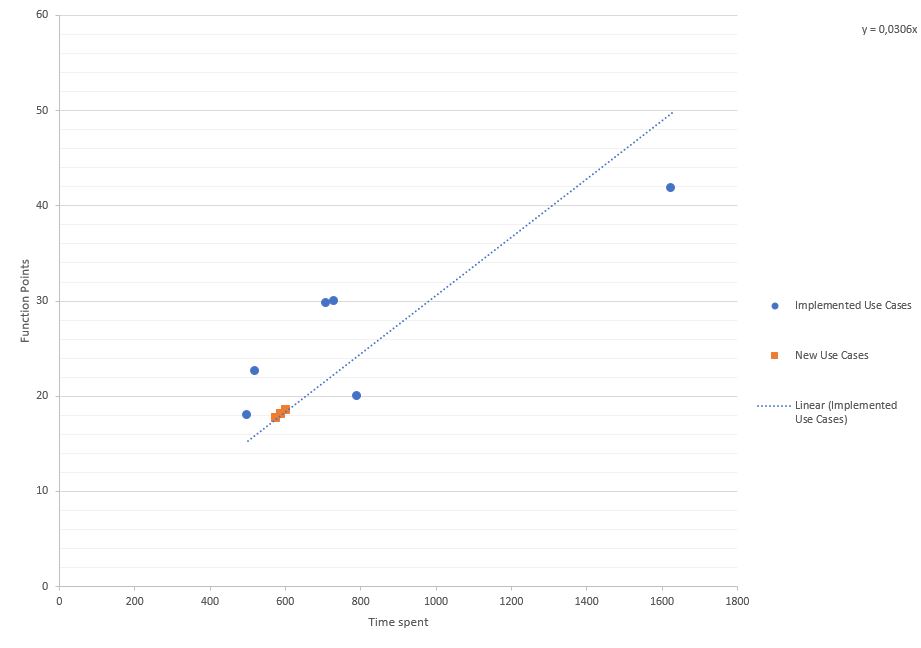 y = 0,0306x
60
50
40
30
20
10
0
Function Points
0 200 400 600 800 1000 1200 1400 1600 1800
Time spent
Implemented Use Cases
New Use Cases
Linear (Implemented
Use Cases)